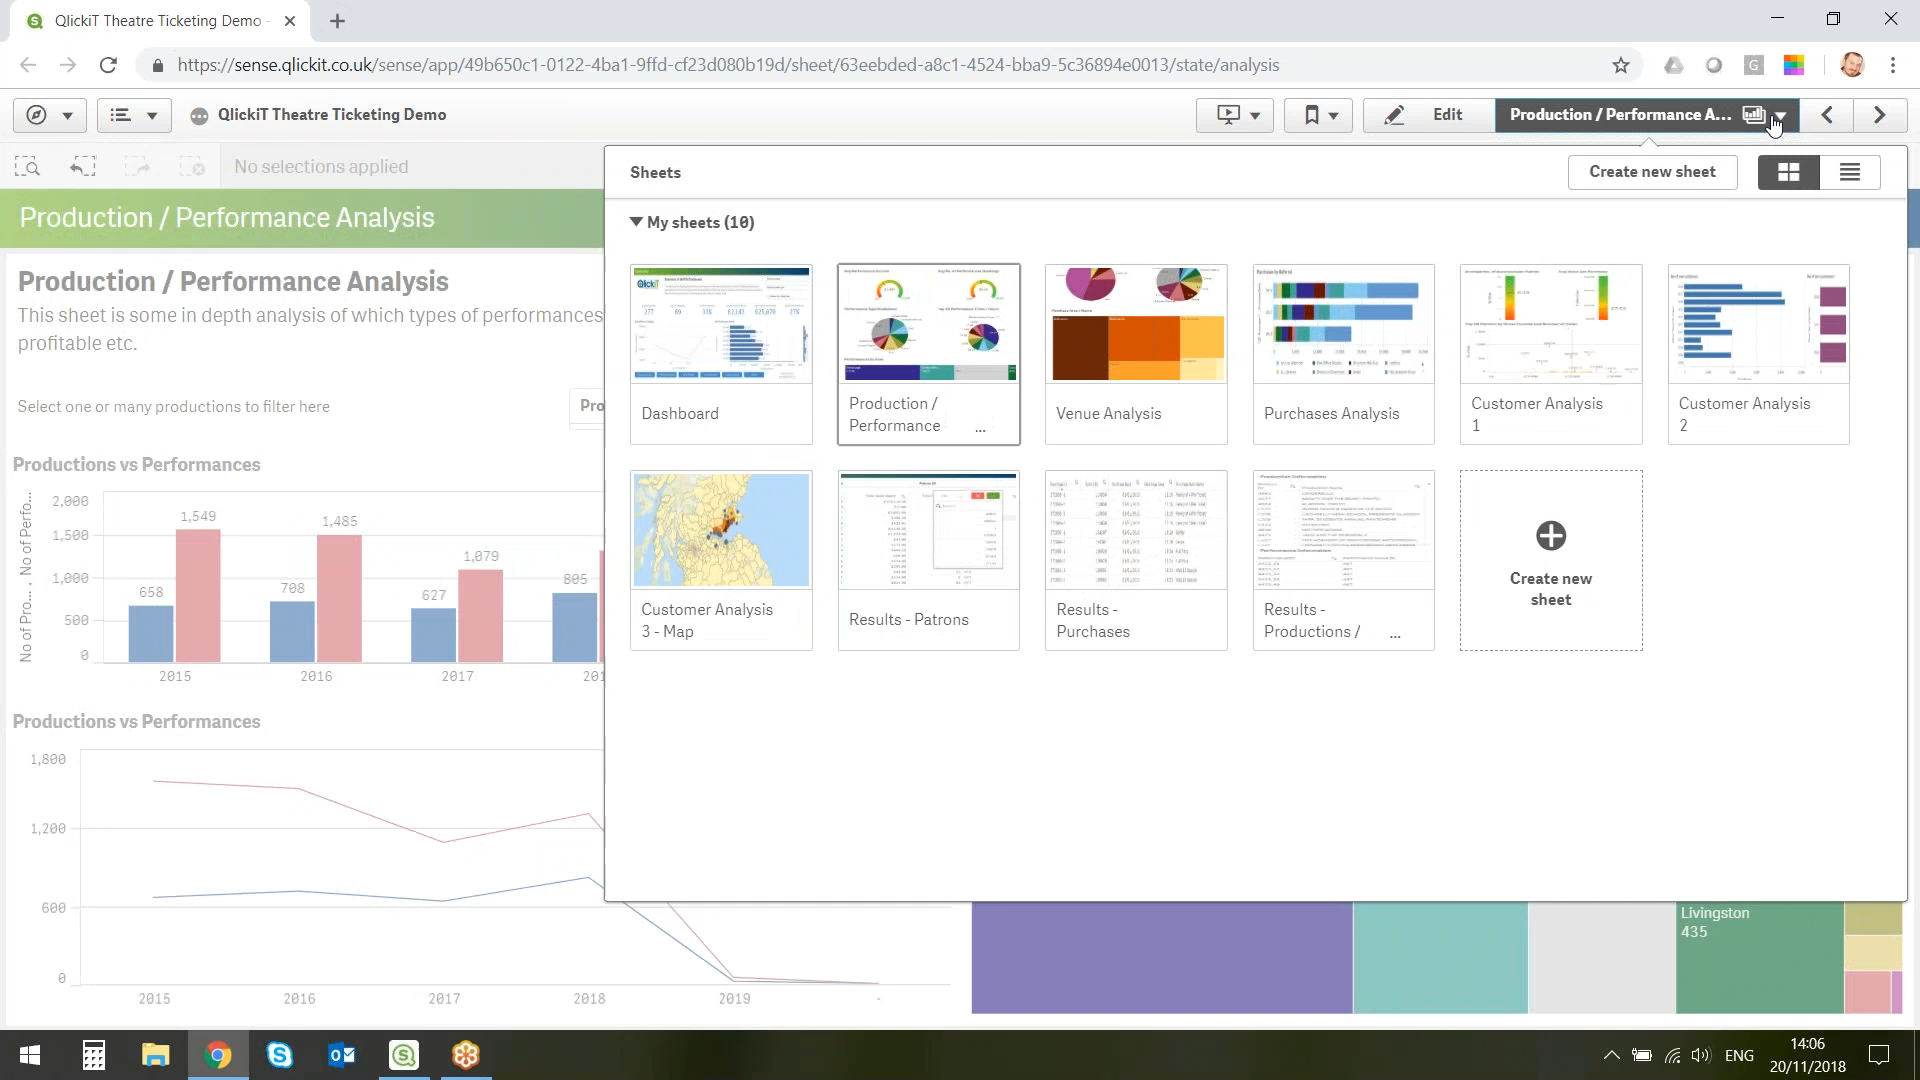 QlickiT Theatre Ticketing Demo -
https://sense.qlickit.co.uk/sense/app/49b650c1-0122-4ba1-9ffd-cf23d080b19d/sheet/63eebded-a8c1-4524-bba9-5c36894e0013/state/analysis
QlickiT Theatre Ticketing Demo
Edit
Production / Performance A...
No selections applied
Sheets
Create new sheet
Production / Performance Analysis
My sheets (10)
Production / Performance Analysis
This sheet is some in depth analysis of which types of performances
profitable etc.
Select one or many productions to filter here
Pro
Dashboard
Production /
Performance ...
Venue Analysis
Purchases Analysis
Customer Analysis
1
Customer Analysis
2
Customer Analysis
3 - Map
Results - Patrons
Results -
Purchases
Results -
Productions / ...
Create new
sheet
Productions vs Performances
No of Pro... , No of Perfo...
2,000
1,500
1,000
500
0
658
1,549
708
1,485
627
1,079
805
2015
2016
2017
201
Productions vs Performances
1,800
1,200
600
0
2015
2016
2017
2018
2019
-
Livingston
435
ENG
14:06
20/11/2018